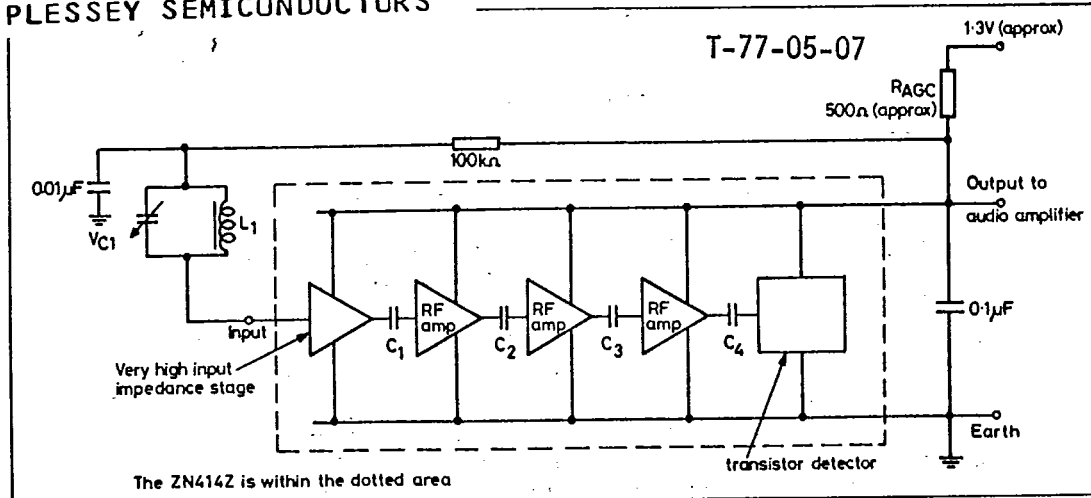 PLESSEY SEMICONDUCTORS
T-77-05-07
1·3V (approx)
RAGC
500Ω (approx)
100kΩ
0.01μF
VC1
L1
Output to
audio amplifier
Input
RF
amp
RF
amp
RF
amp
C1
C2
C3
C4
0·1μF
Very high input
impedance stage
Earth
transistor detector
The ZN414Z is within the dotted area